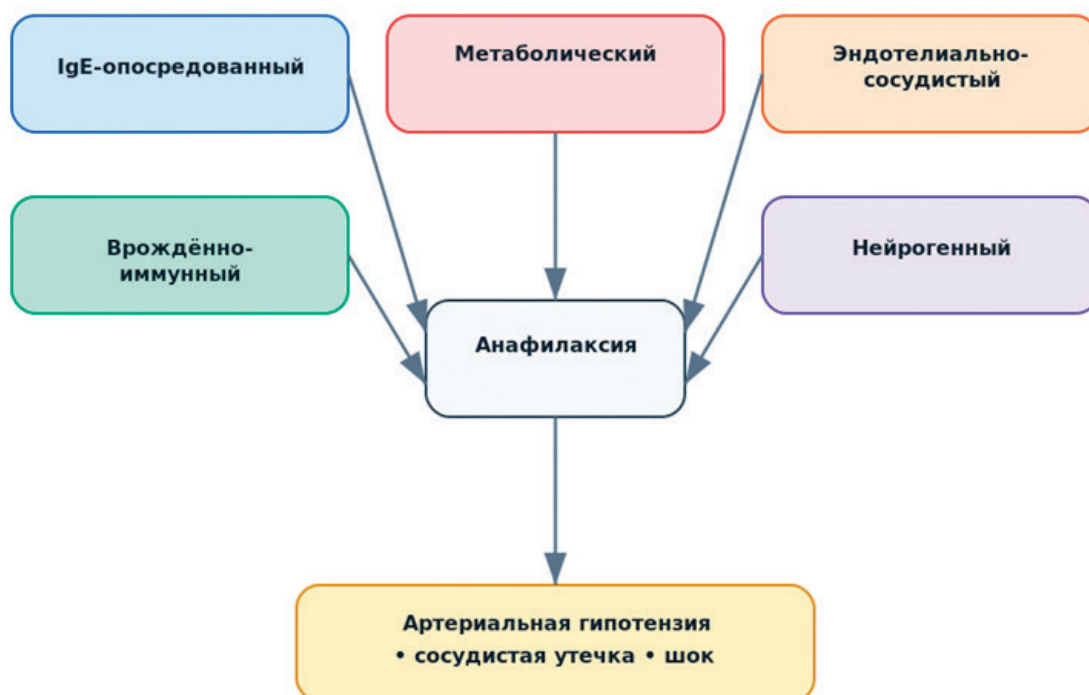 IgE-опосредованный
Метаболический
Эндотелиально-
сосудистый
Врождённо-
иммунный
Нейрогенный
Анафилаксия
Артериальная гипотензия
• сосудистая утечка • шок